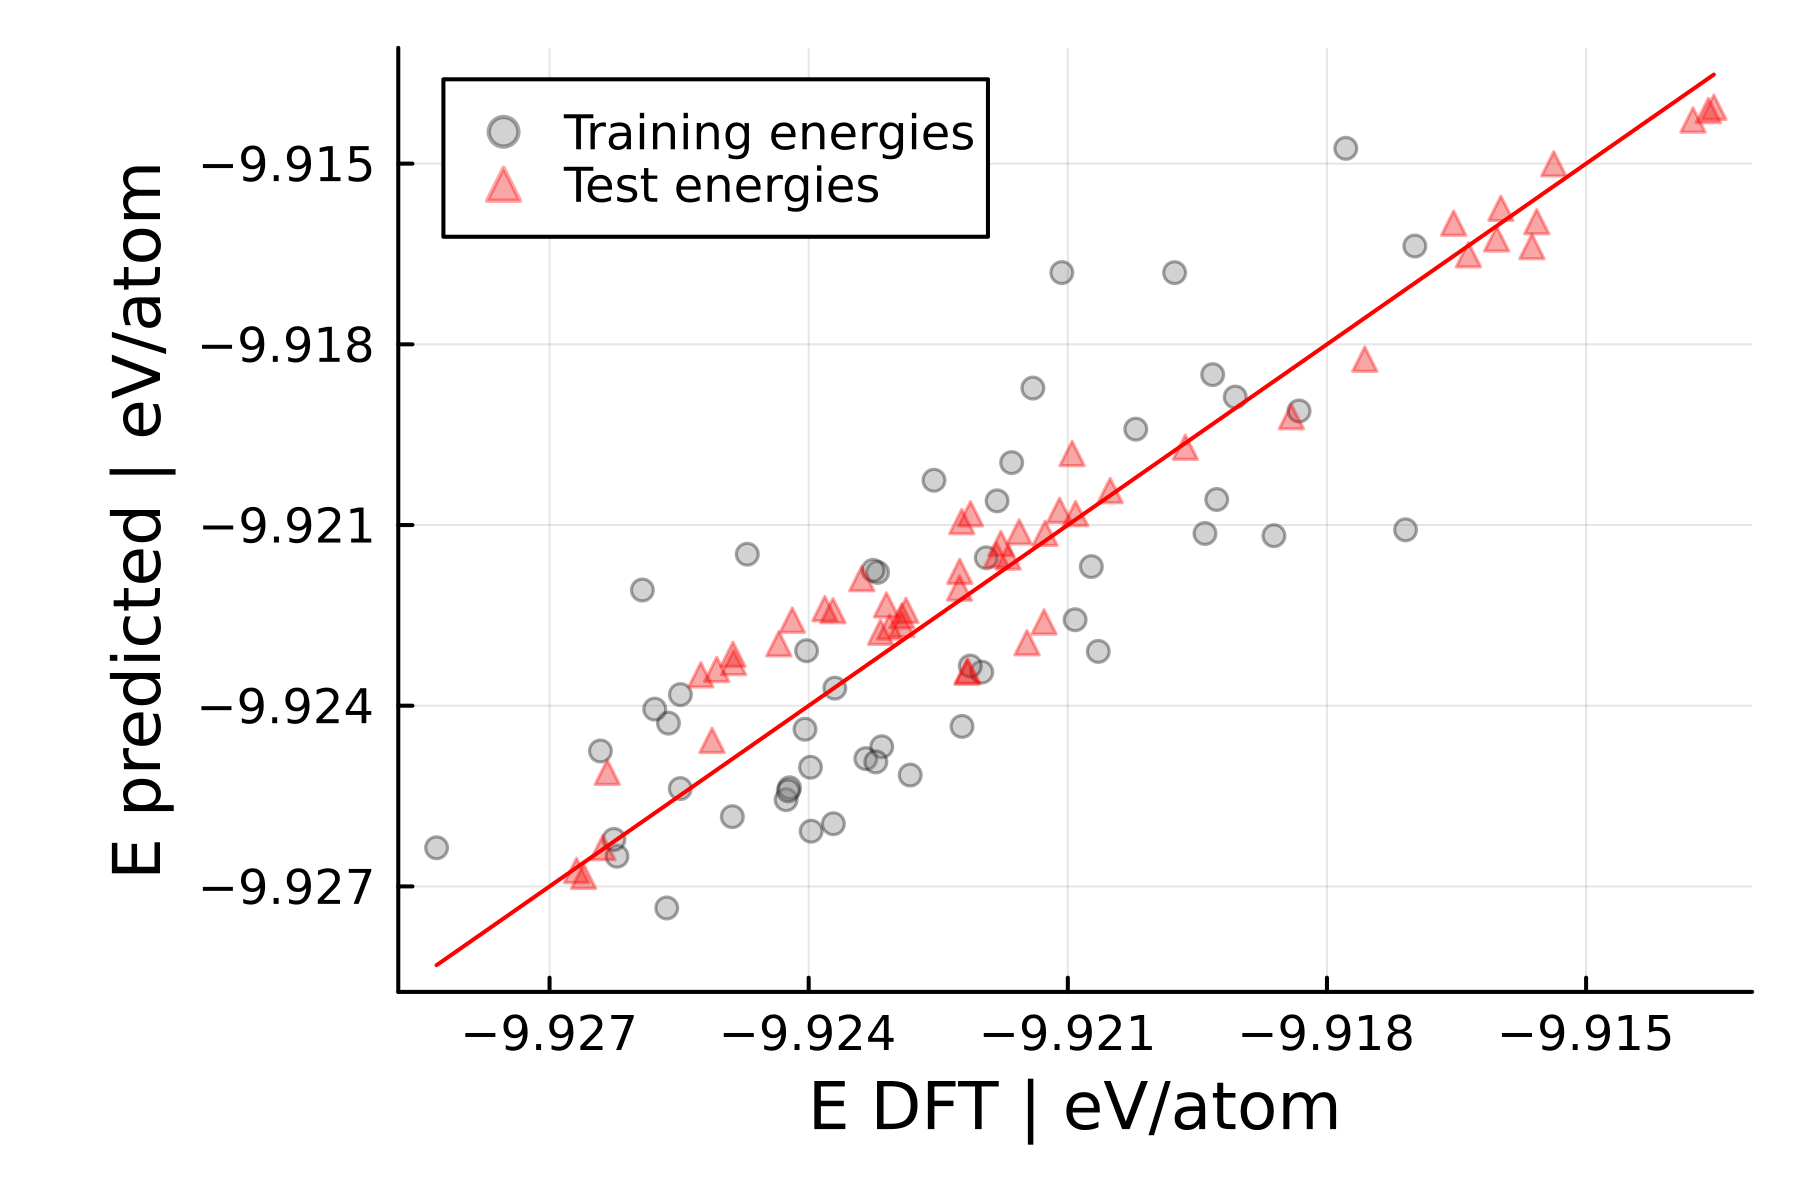 Training energies
Test energies
−9.915
−9.918
−9.921
−9.924
−9.927
E predicted | eV/atom
−9.927
−9.924
−9.921
−9.918
−9.915
E DFT | eV/atom